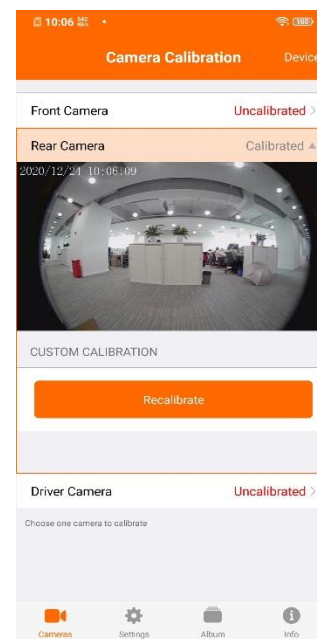 10:06
100
Camera Calibration
Device
Front Camera
Uncalibrated
Rear Camera
Calibrated
2020/12/24 10:06:09
CUSTOM CALIBRATION
Recalibrate
Driver Camera
Uncalibrated
Choose one camera to calibrate
Cameras
Settings
Album
Info